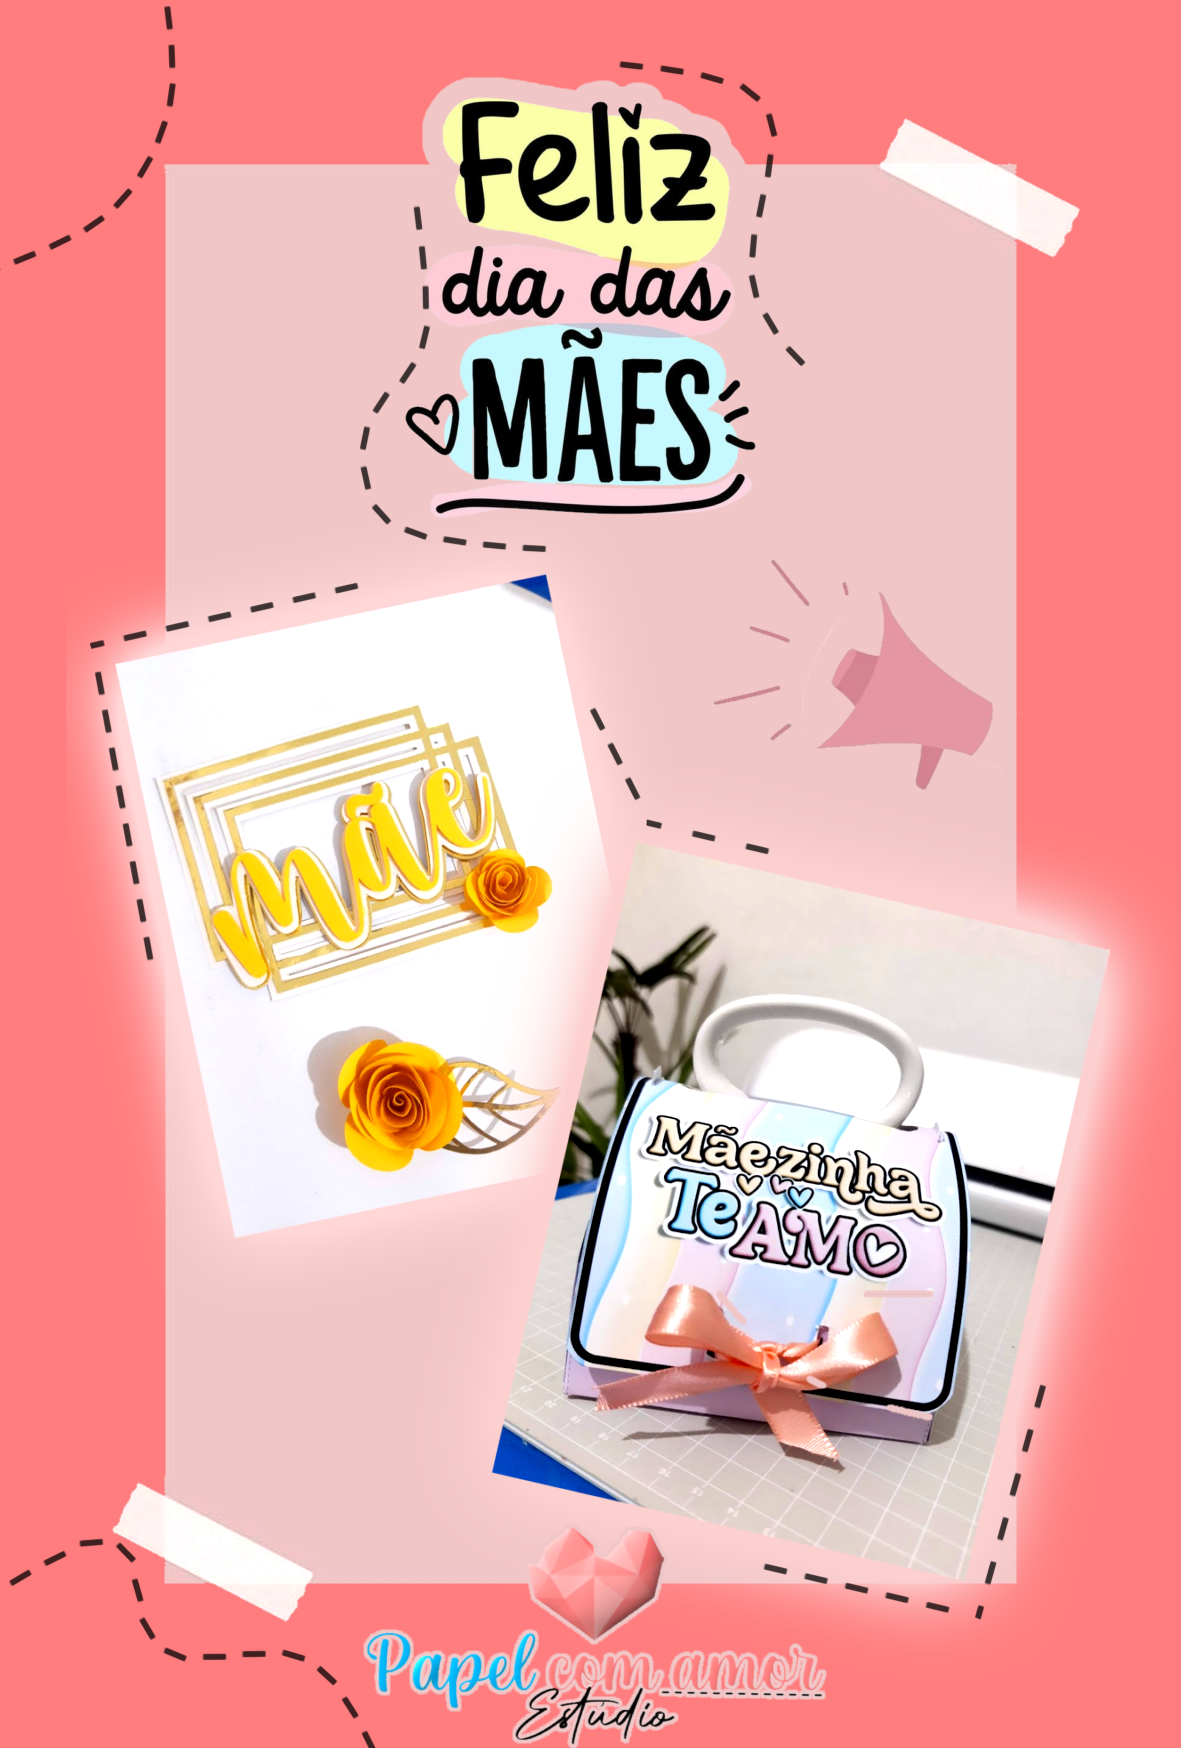 Feliz
dia das
MÃES
mãe
Mãezinha
Te AMO
Papel com amor
Estúdio